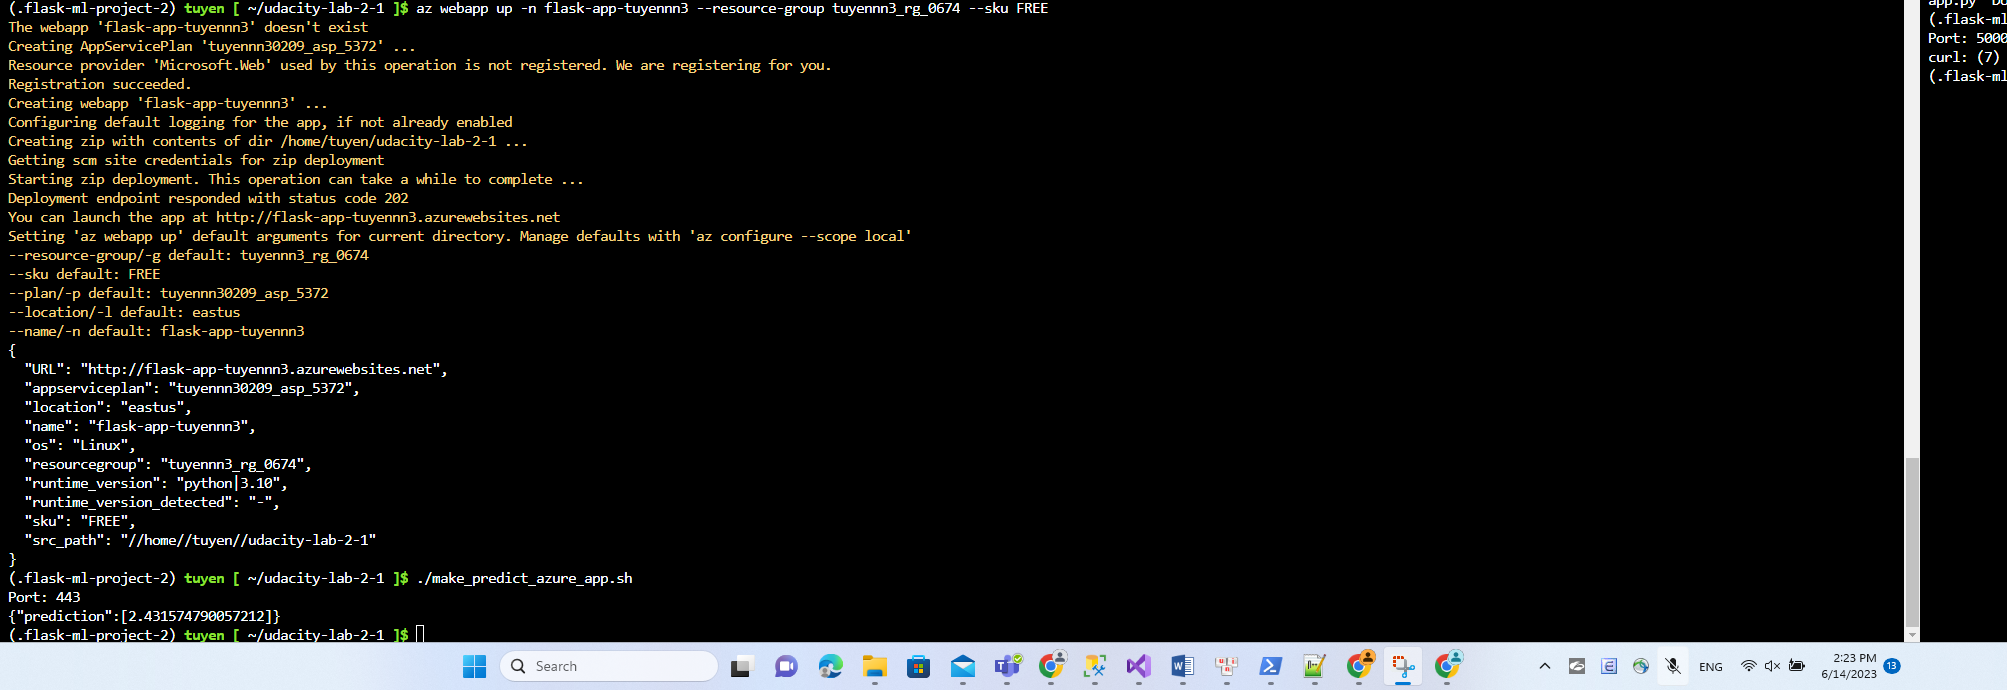 (.flask-ml-project-2) tuyen [ ~/udacity-lab-2-1 ]$ az webapp up -n flask-app-tuyennn3 --resource-group tuyennn3_rg_0674 --sku FREE
The webapp 'flask-app-tuyennn3' doesn't exist
Creating AppServicePlan 'tuyennn30209_asp_5372' ...
Resource provider 'Microsoft.Web' used by this operation is not registered. We are registering for you.
Registration succeeded.
Creating webapp 'flask-app-tuyennn3' ...
Configuring default logging for the app, if not already enabled
Creating zip with contents of dir /home/tuyen/udacity-lab-2-1 ...
Getting scm site credentials for zip deployment
Starting zip deployment. This operation can take a while to complete ...
Deployment endpoint responded with status code 202
You can launch the app at http://flask-app-tuyennn3.azurewebsites.net
Setting 'az webapp up' default arguments for current directory. Manage defaults with 'az configure --scope local'
--resource-group/-g default: tuyennn3_rg_0674
--sku default: FREE
--plan/-p default: tuyennn30209_asp_5372
--location/-l default: eastus
--name/-n default: flask-app-tuyennn3
{
  "URL": "http://flask-app-tuyennn3.azurewebsites.net",
  "appserviceplan": "tuyennn30209_asp_5372",
  "location": "eastus",
  "name": "flask-app-tuyennn3",
  "os": "Linux",
  "resourcegroup": "tuyennn3_rg_0674",
  "runtime_version": "python|3.10",
  "runtime_version_detected": "-",
  "sku": "FREE",
  "src_path": "//home//tuyen//udacity-lab-2-1"
}
(.flask-ml-project-2) tuyen [ ~/udacity-lab-2-1 ]$ ./make_predict_azure_app.sh
Port: 443
{"prediction":[2.431574790057212]}
(.flask-ml-project-2) tuyen [ ~/udacity-lab-2-1 ]$
app.py
(.flask-ml
Port: 5000
curl: (7)
(.flask-ml
Search
ENG
2:23 PM
6/14/2023
13